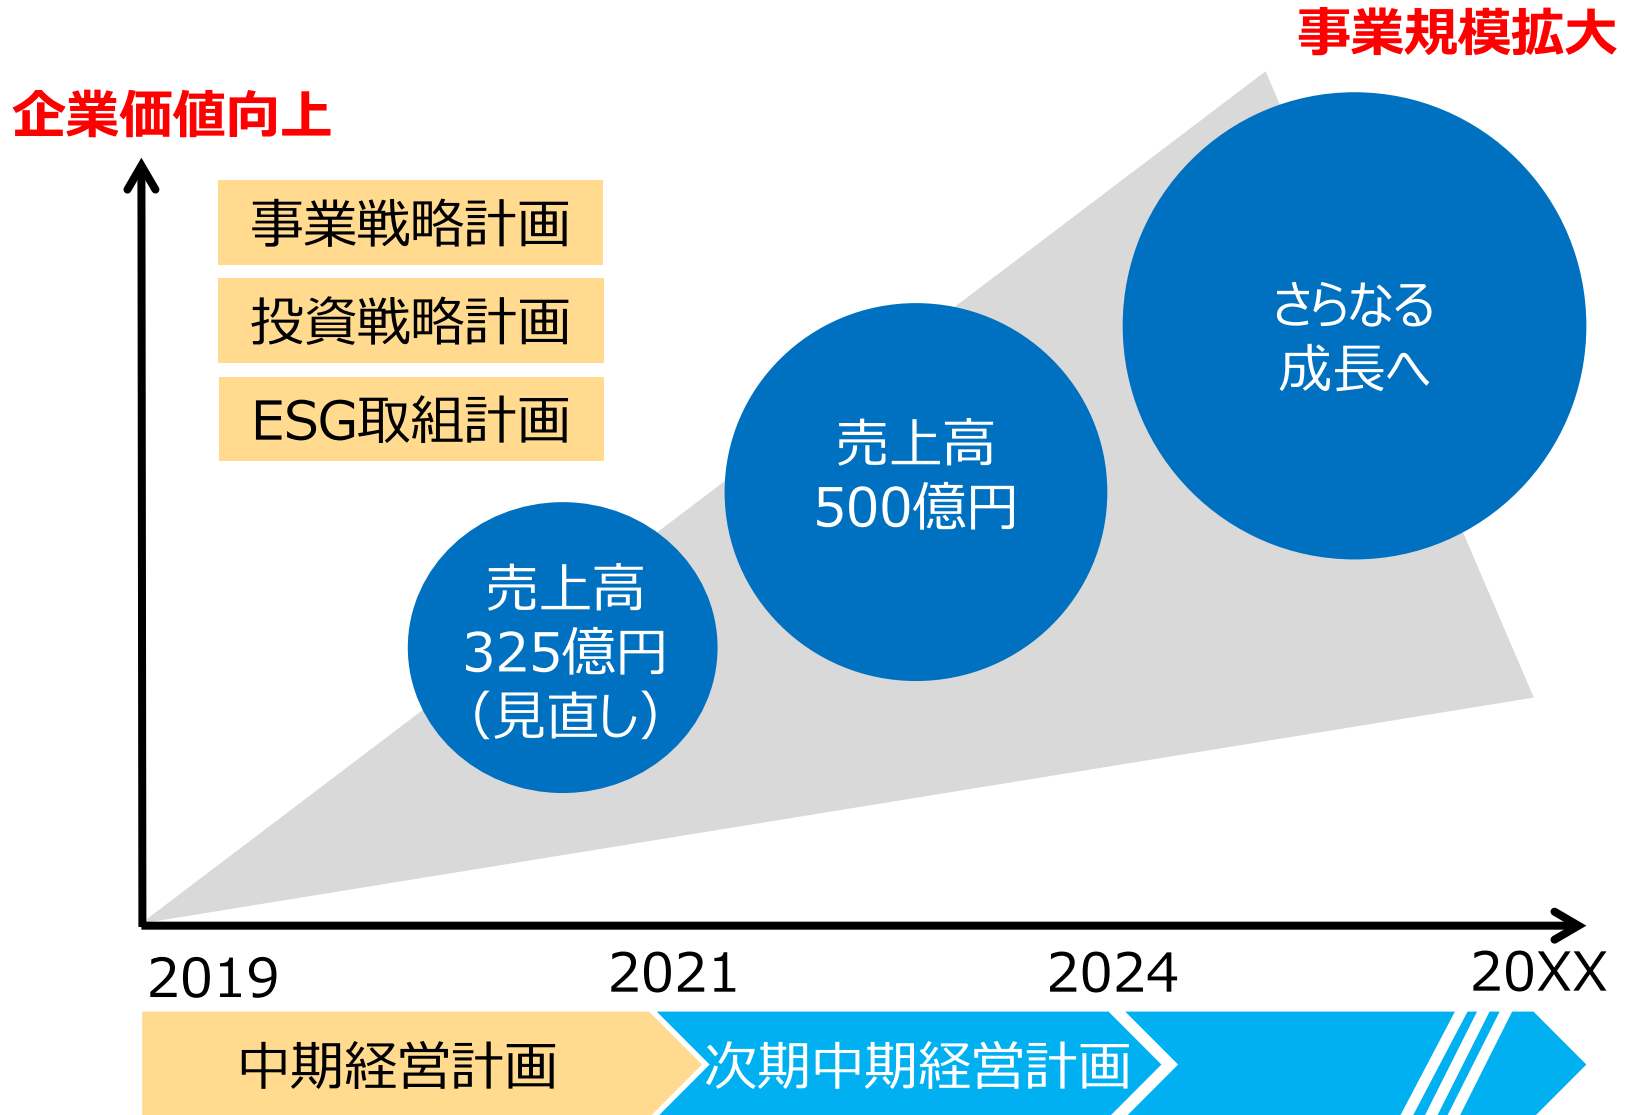 事業規模拡大
企業価値向上
事業戦略計画
投資戦略計画
ESG取組計画
さらなる
成長へ
売上高
500億円
売上高
325億円
（見直し）
2019
2021
2024
20XX
中期経営計画
次期中期経営計画